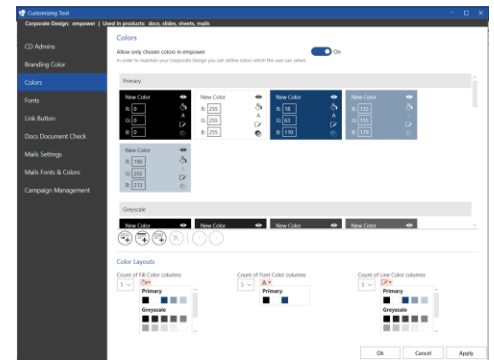 Customizing Tool
Corporate Design: empower | Used in products: docs, slides, sheets, mails
CD Admins
Branding Color
Colors
Fonts
Link Button
Docs Document Check
Mails Settings
Mails Fonts & Colors
Campaign Management
Colors
Allow only chosen colors in empower
On
In order to maintain your Corporate Design you can define colors which the user can select.
Primary
New Color New Color New Color New Color
R: 0 R: 255 R: 18 R: 133
G: 0 G: 255 G: 63 G: 155
B: 0 B: 255 B: 110 B: 179
New Color
R: 190
G: 202
B: 213
Greyscale
New Color New Color New Color New Color
Color Layouts
Count of Fill Color columns Count of Font Color columns Count of Line Color columns
5 5 5
Primary Primary Primary
Greyscale Greyscale
Ok Cancel Apply